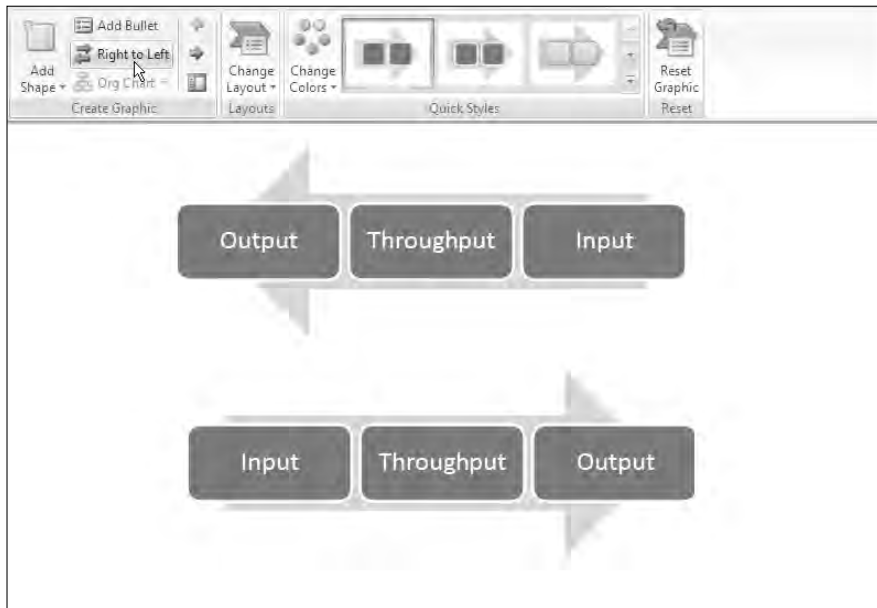 Add Bullet
Right to Left
Org Chart
Add
Shape
Create Graphic
Change
Layout
Layouts
Change
Colors
Quick Styles
Reset
Graphic
Reset
Output Throughput Input
Input Throughput Output